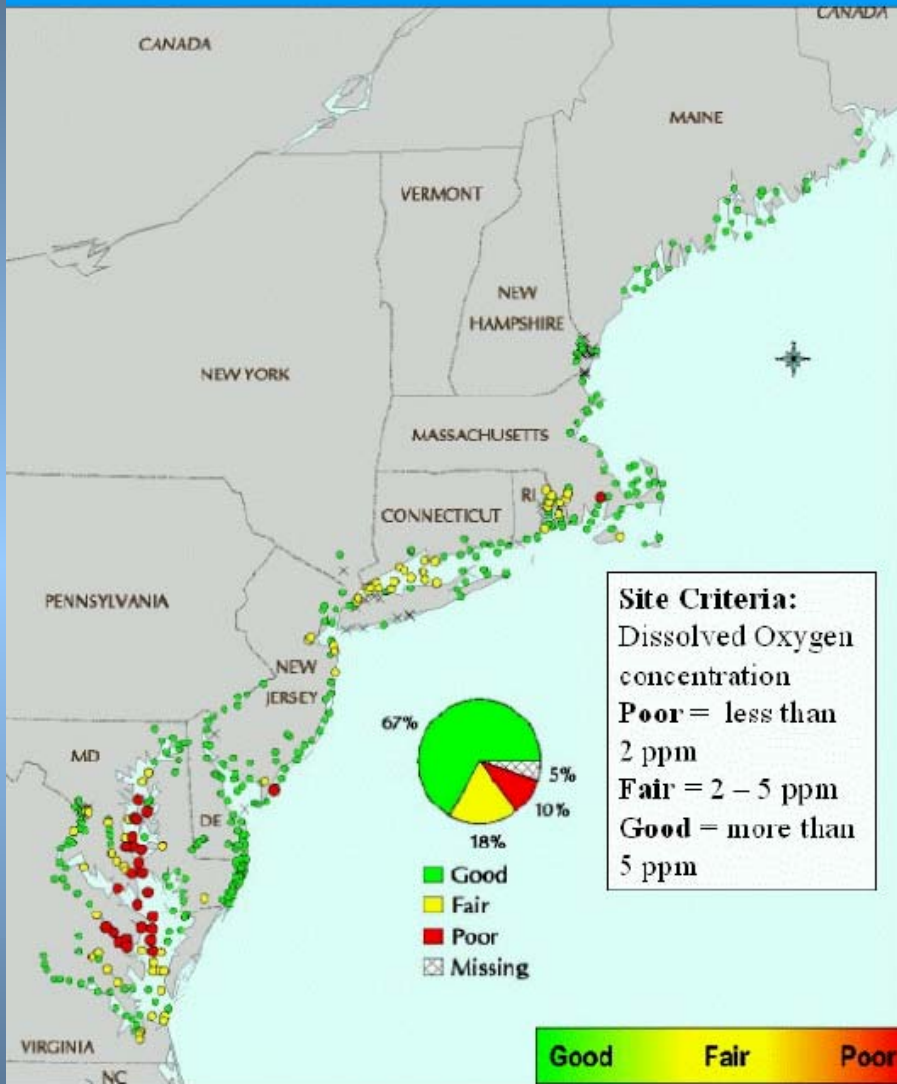 CANADA
CANADA
MAINE
VERMONT
NEW
HAMPSHIRE
NEW YORK
MASSACHUSETTS
RI
CONNECTICUT
PENNSYLVANIA
NEW
JERSEY
MD
DE
VIRGINIA
NC
67%
5%
10%
18%
Good
Fair
Poor
Missing
Site Criteria:
Dissolved Oxygen
concentration
Poor = less than
2 ppm
Fair = 2 – 5 ppm
Good = more than
5 ppm
Good Fair Poor